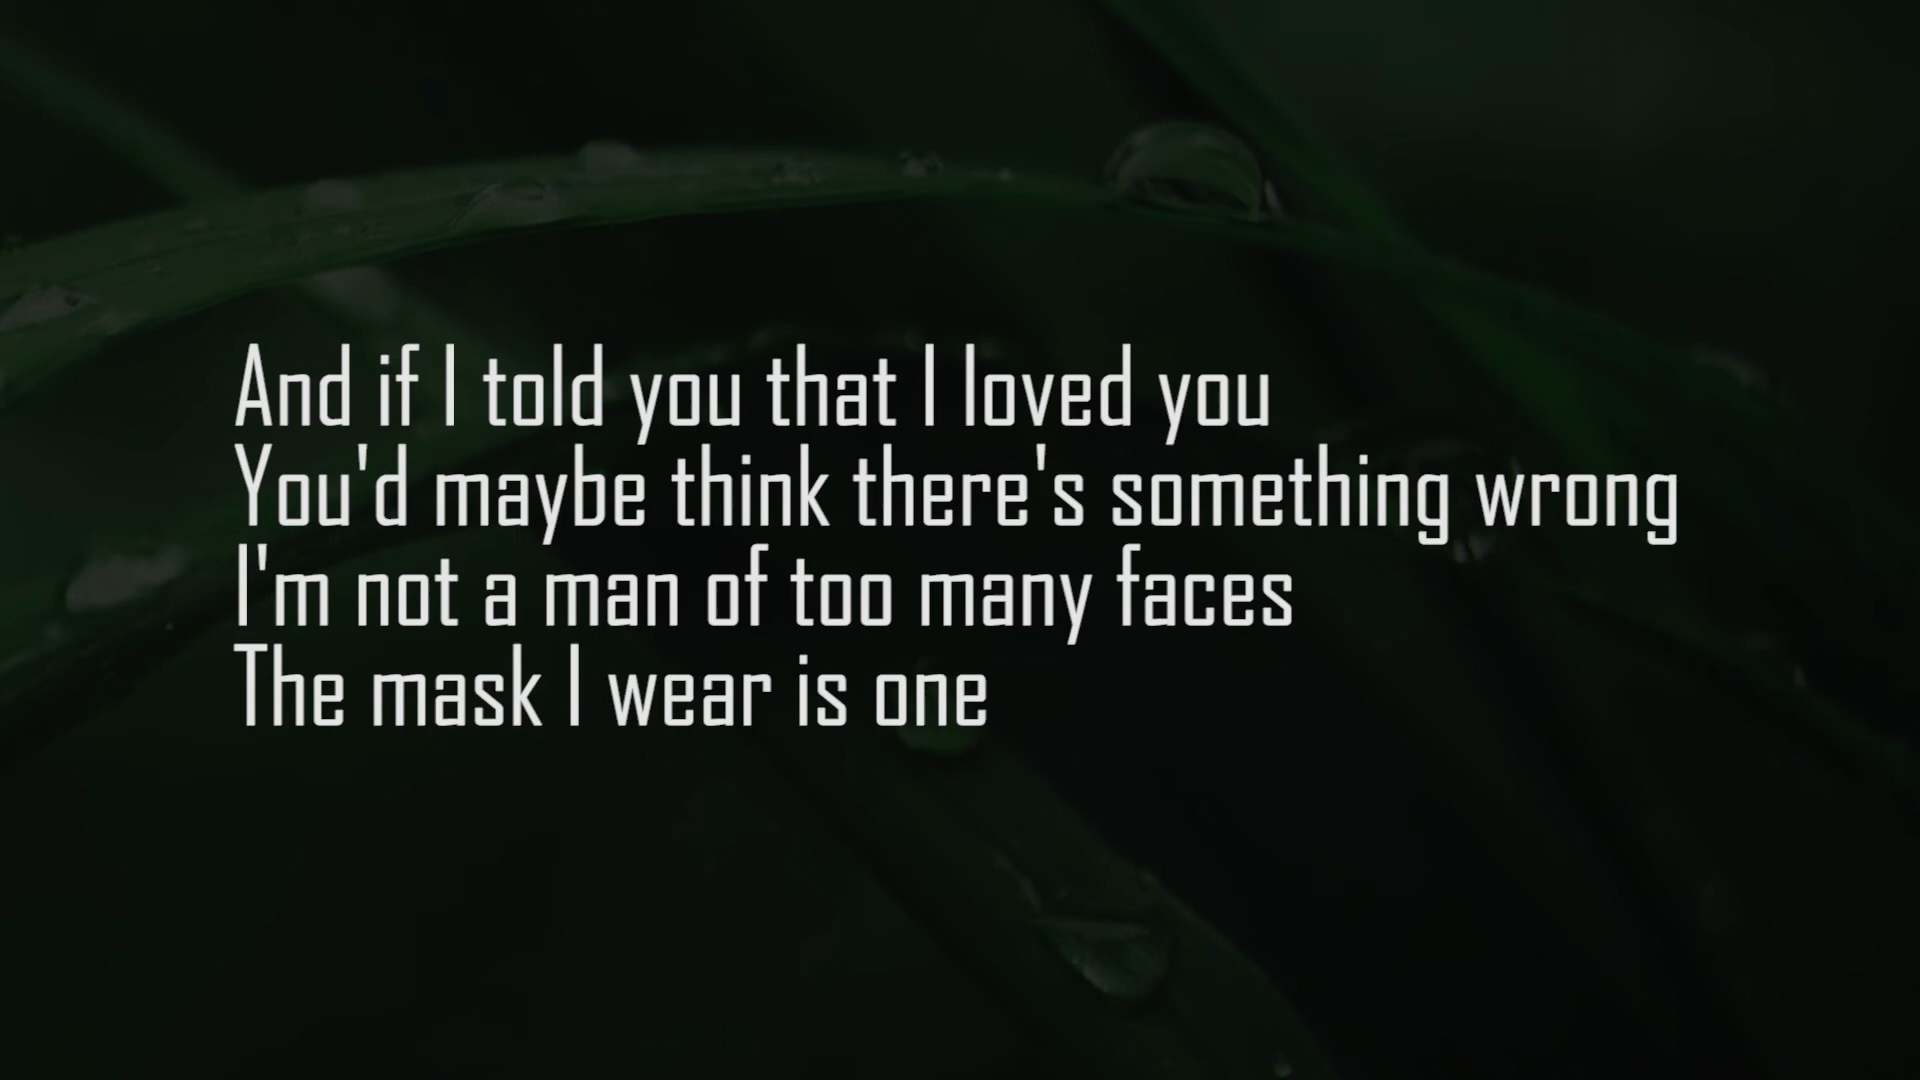 And if I told you that I loved you
You'd maybe think there's something wrong
I'm not a man of too many faces
The mask I wear is one